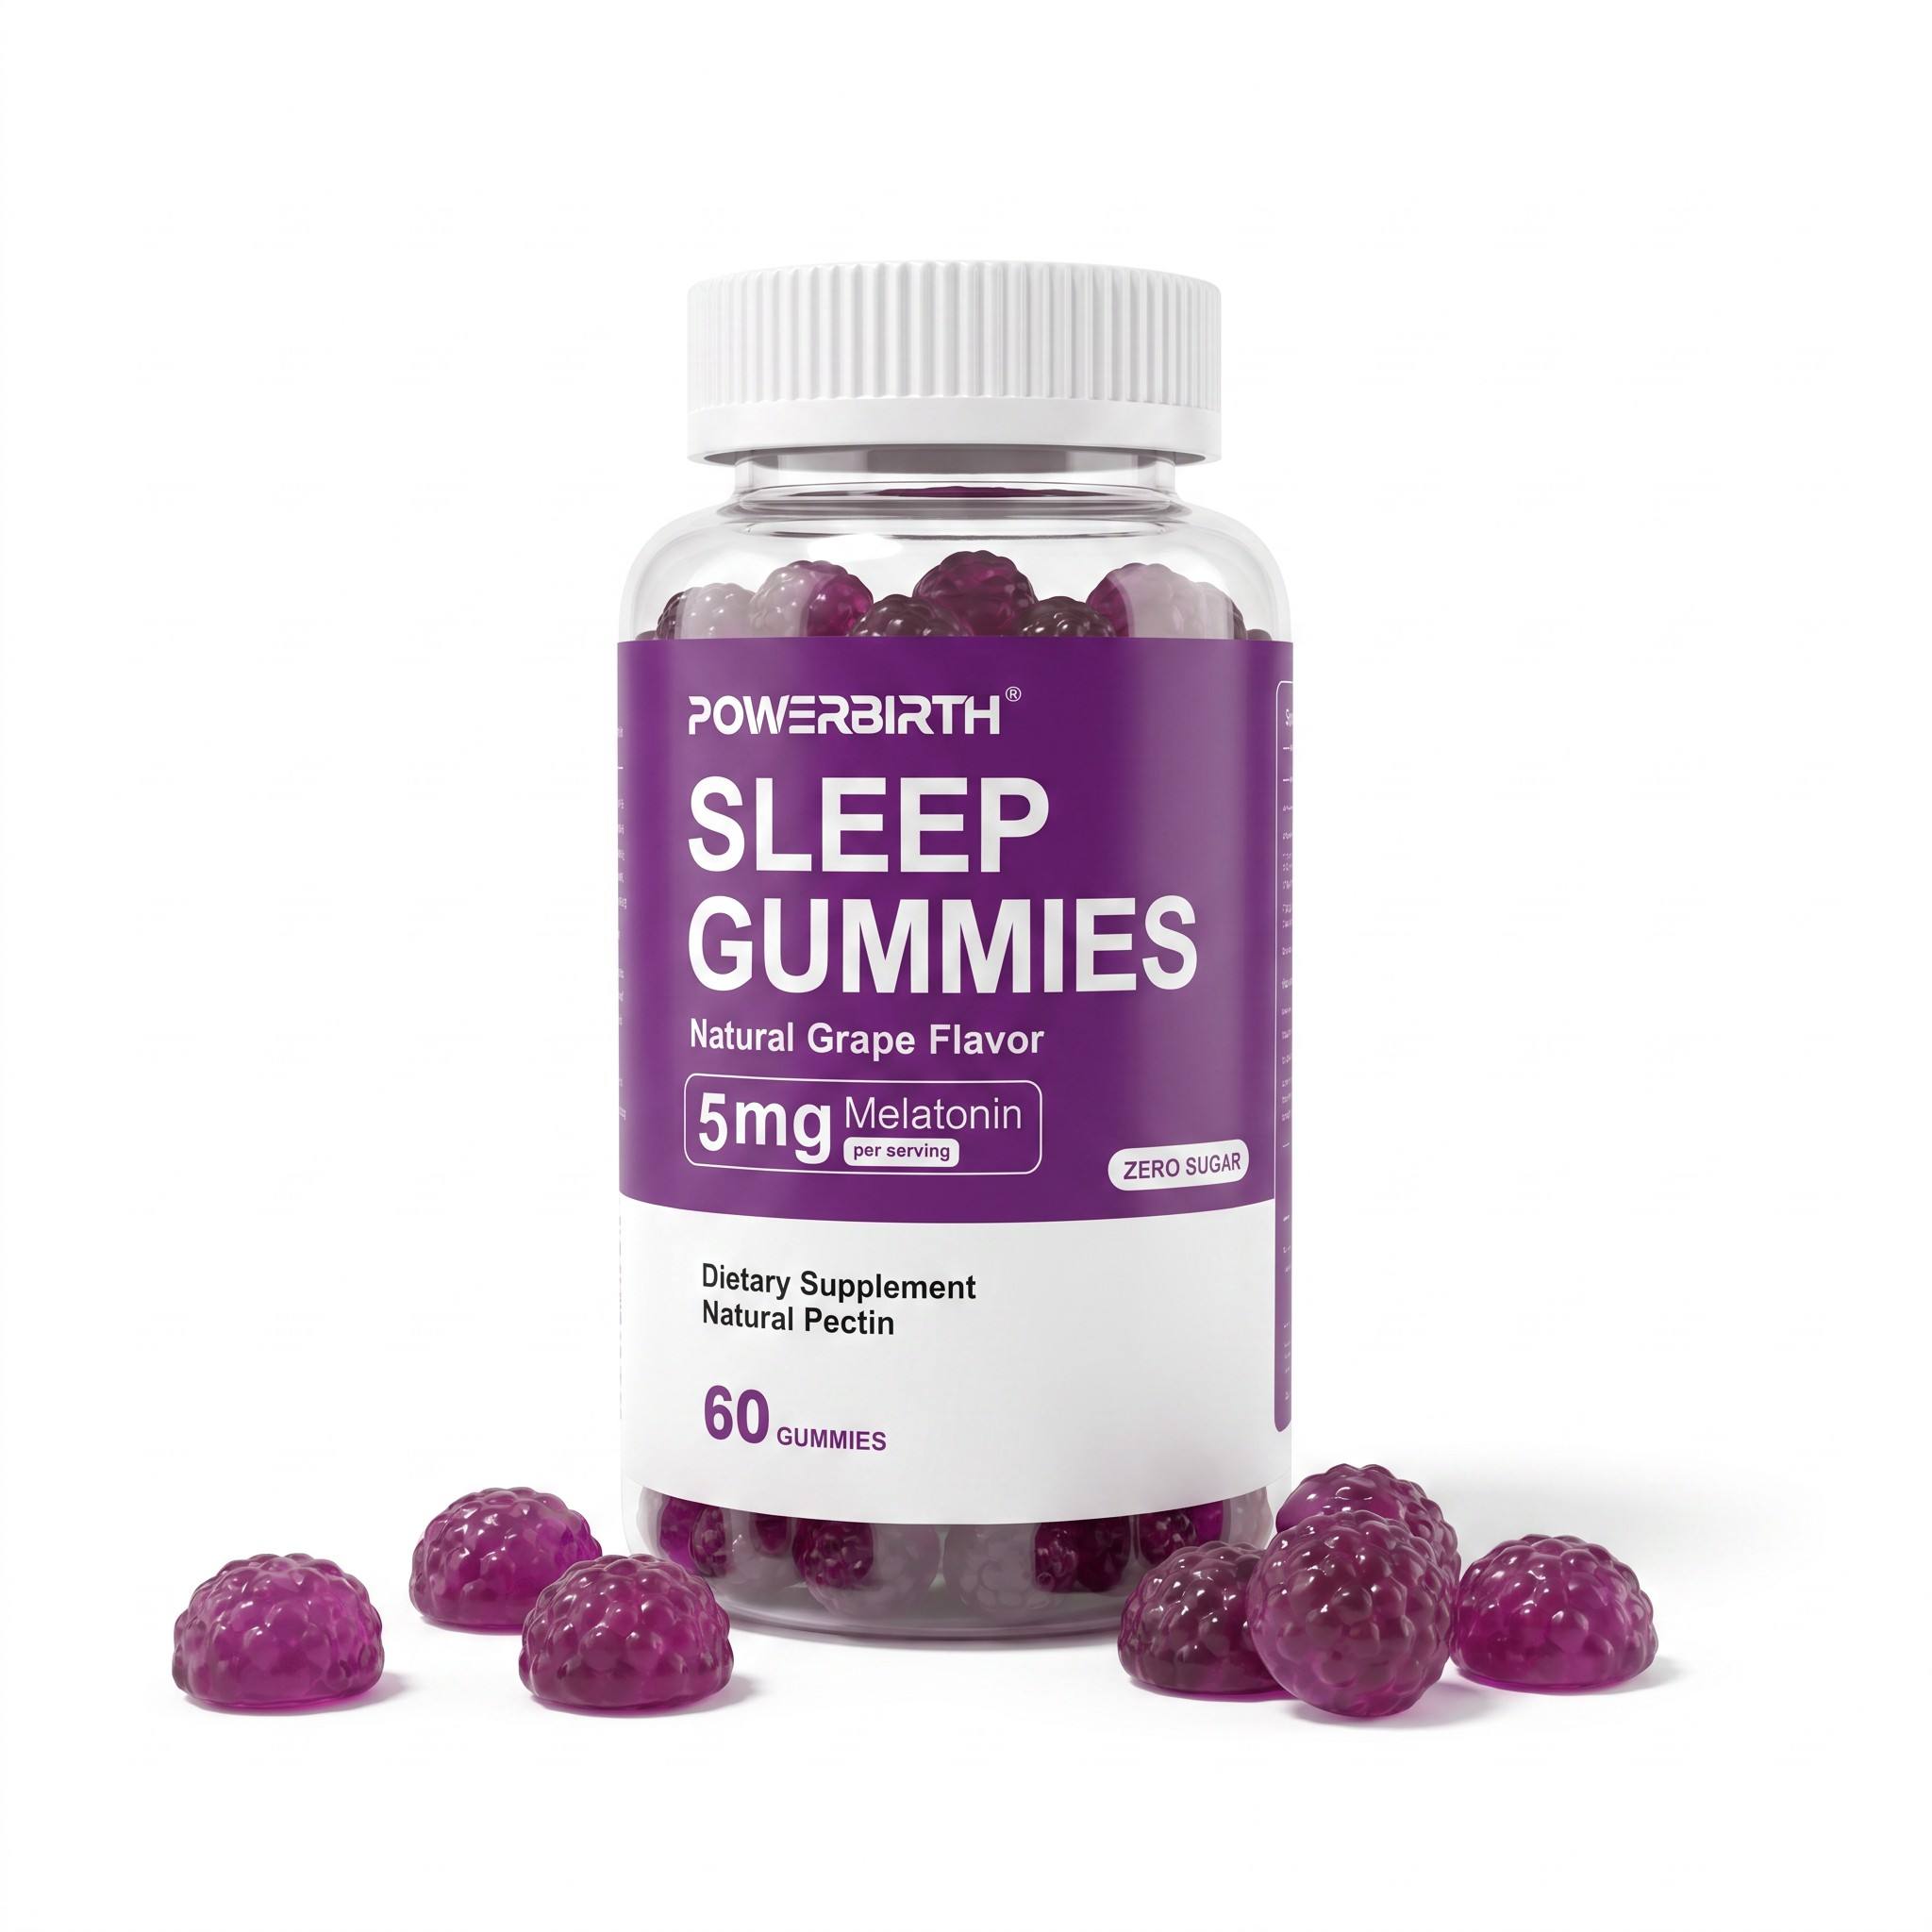 POWERBIRTH®
SLEEP
GUMMIES
Natural Grape Flavor
5mg Melatonin
per serving
ZERO SUGAR
Dietary Supplement
Natural Pectin
60 GUMMIES